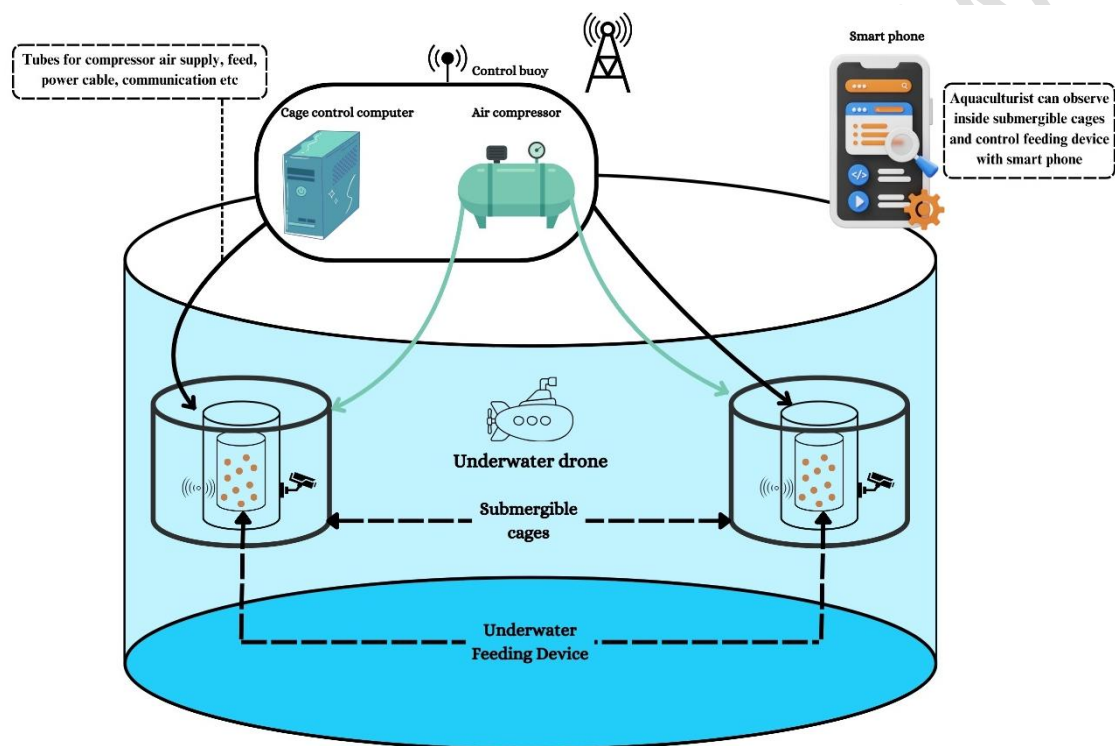 Smart phone
Tubes for compressor air supply, feed,
power cable, communication etc
Control buoy
Cage control computer
Air compressor
Aquaculturist can observe
inside submergible cages
and control feeding device
with smart phone
</>
Underwater drone
Submergible
cages
Underwater
Feeding Device